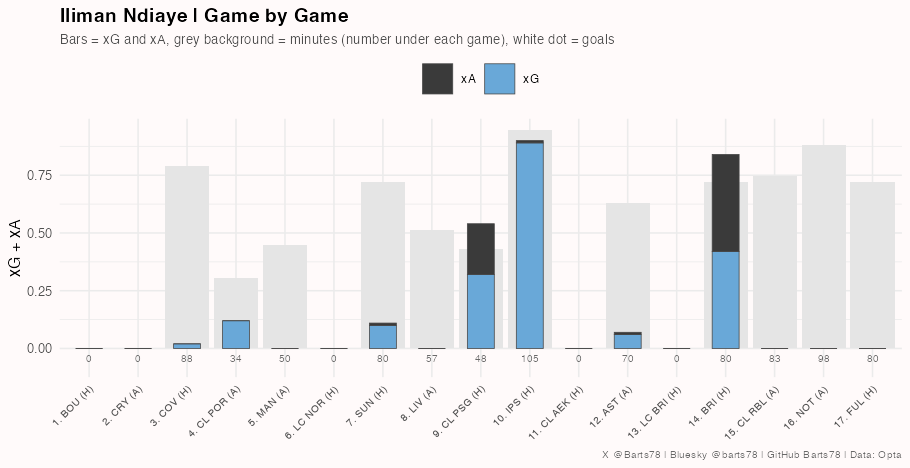 Iliman Ndiaye | Game by Game
Bars = xG and xA, grey background = minutes (number under each game), white dot = goals
xA xG
xG + xA
0.75
0.50
0.25
0.00
0 0 88 34 50 0 80 57 48 105 0 70 0 80 83 98 80
1. BOU (H)
2. CRY (A)
3. COV (H)
4. CL POR (A)
5. MAN (A)
6. LC NOR (H)
7. SUN (H)
8. LIV (A)
9. CL PSG (H)
10. IPS (H)
11. CL AEK (H)
12. AST (A)
13. LC BRI (H)
14. BRI (H)
15. CL RBL (A)
16. NOT (A)
17. FUL (H)
X @Barts78 | Bluesky @barts78 | GitHub Barts78 | Data: Opta